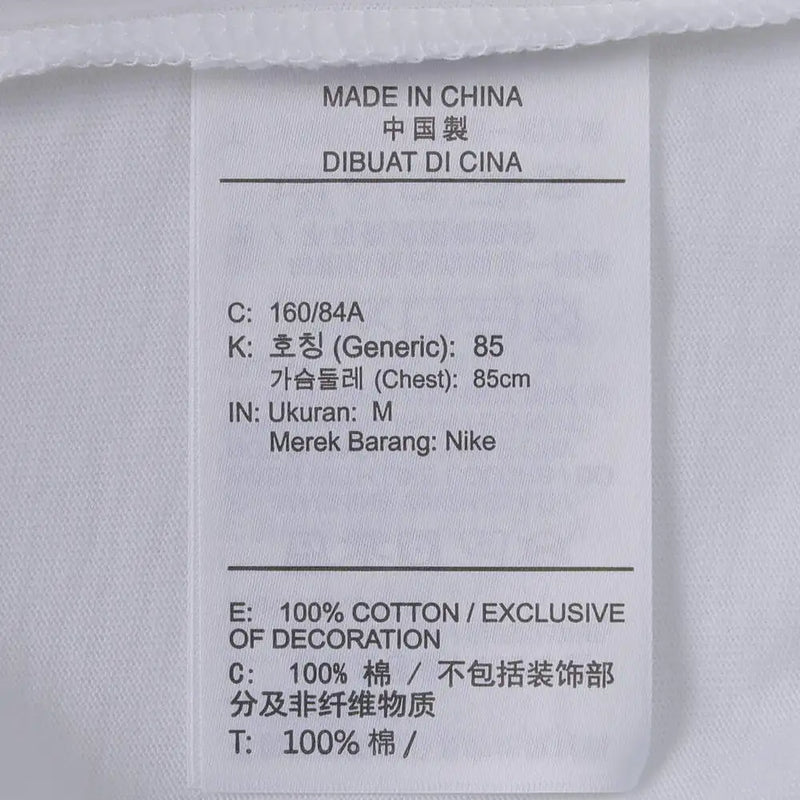 MADE IN CHINA
中国製
DIBUAT DI CINA
C: 160/84A
K: 호칭 (Generic): 85
가슴둘레 (Chest): 85cm
IN: Ukuran: M
Merek Barang: Nike
E: 100% COTTON / EXCLUSIVE
OF DECORATION
C: 100% 棉 / 不包括装饰部
分及非纤维物质
T: 100% 棉 /